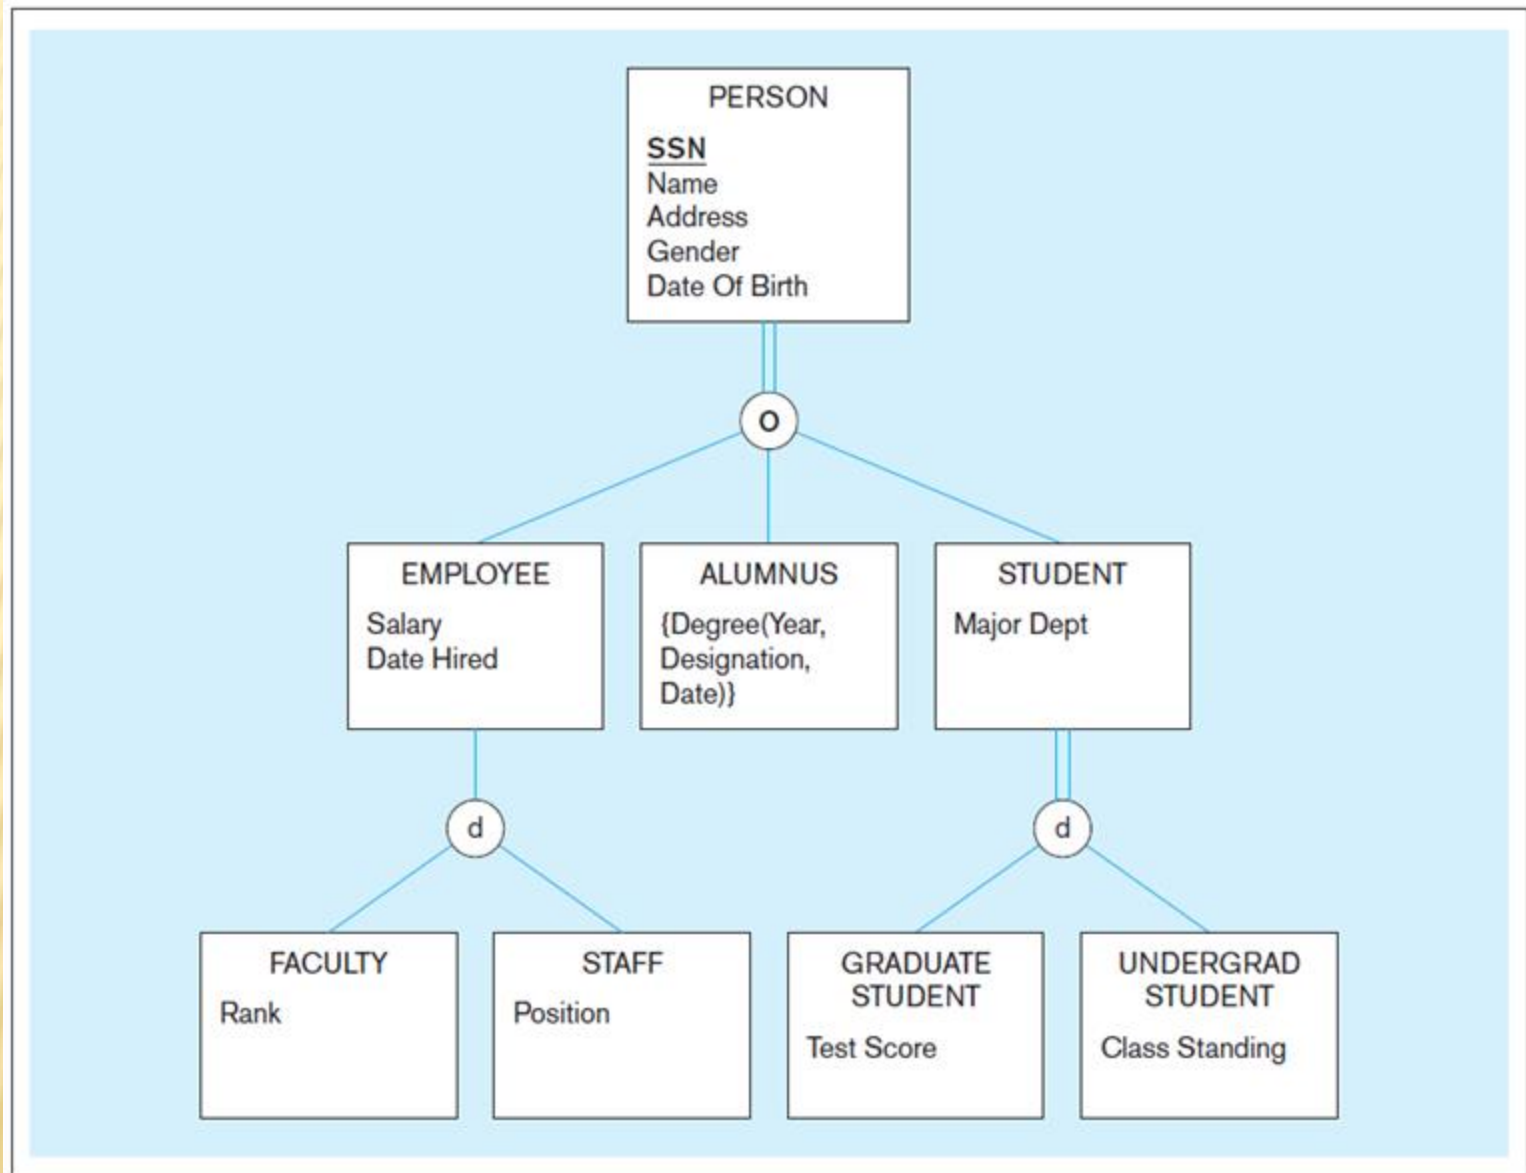 PERSON
SSN
Name
Address
Gender
Date Of Birth
O
EMPLOYEE
Salary
Date Hired
ALUMNUS
{Degree(Year,
Designation,
Date)}
STUDENT
Major Dept
d
d
FACULTY
Rank
STAFF
Position
GRADUATE
STUDENT
Test Score
UNDERGRAD
STUDENT
Class Standing